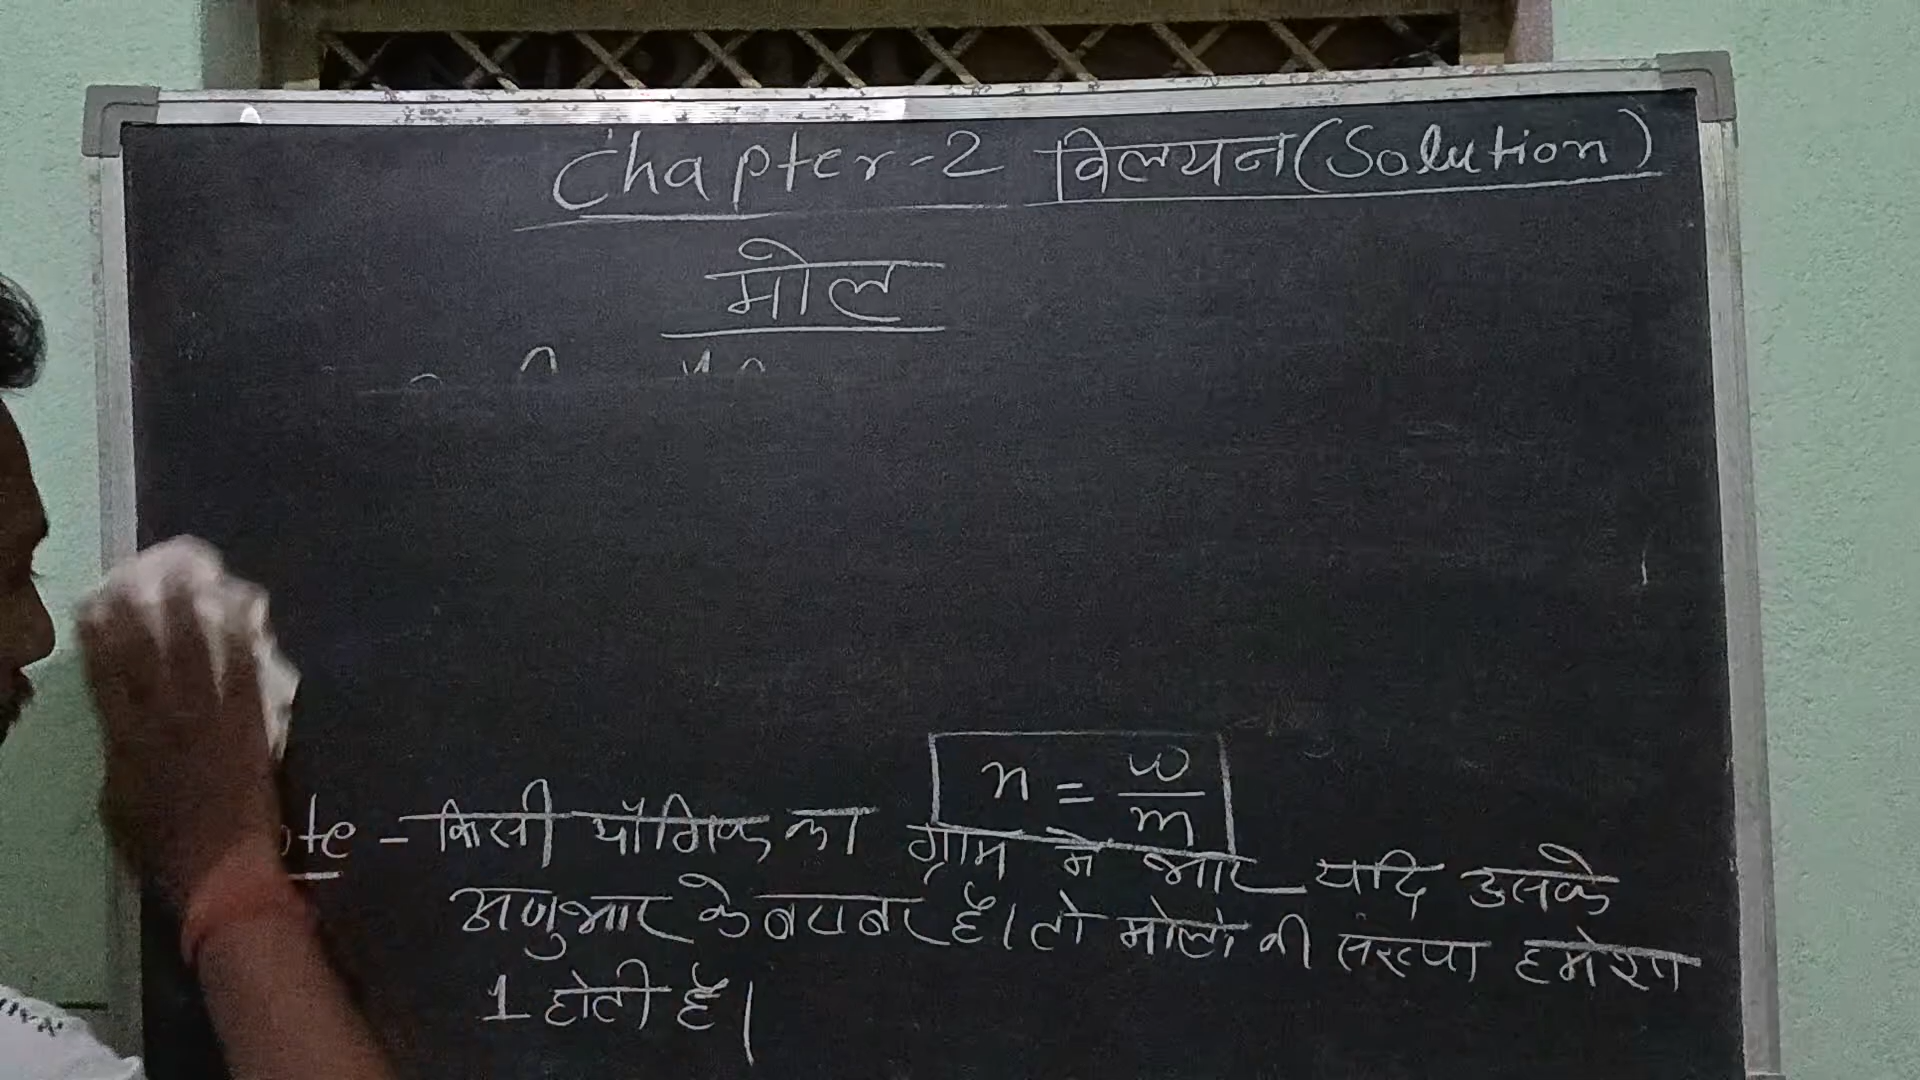 Chapter-2 विलयन (Solution)
मोल
n = w/m
Note - किसी यौगिक का ग्राम में भार यदि उसके
अणुभार के बराबर है। तो मोलो की संख्या हमेशा
1 होती है।